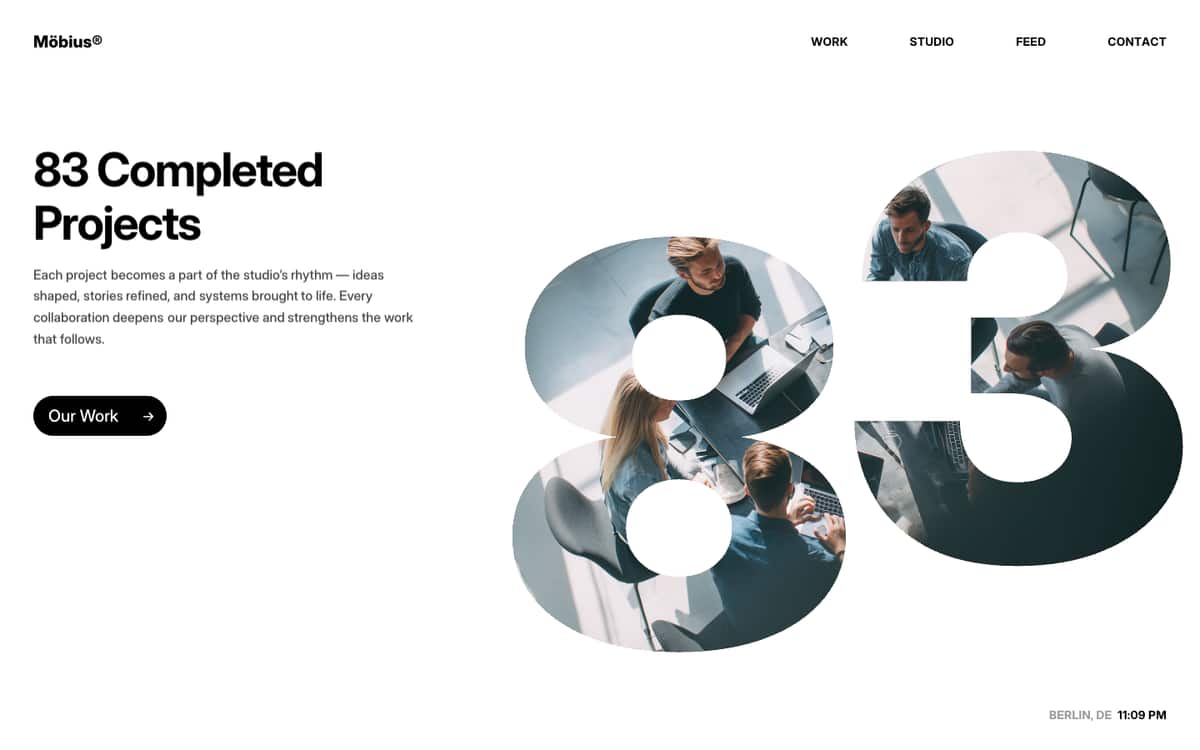 Möbius®
WORK
STUDIO
FEED
CONTACT
83 Completed
Projects
Each project becomes a part of the studio's rhythm — ideas
shaped, stories refined, and systems brought to life. Every
collaboration deepens our perspective and strengthens the work
that follows.
Our Work →
83
BERLIN, DE 11:09 PM